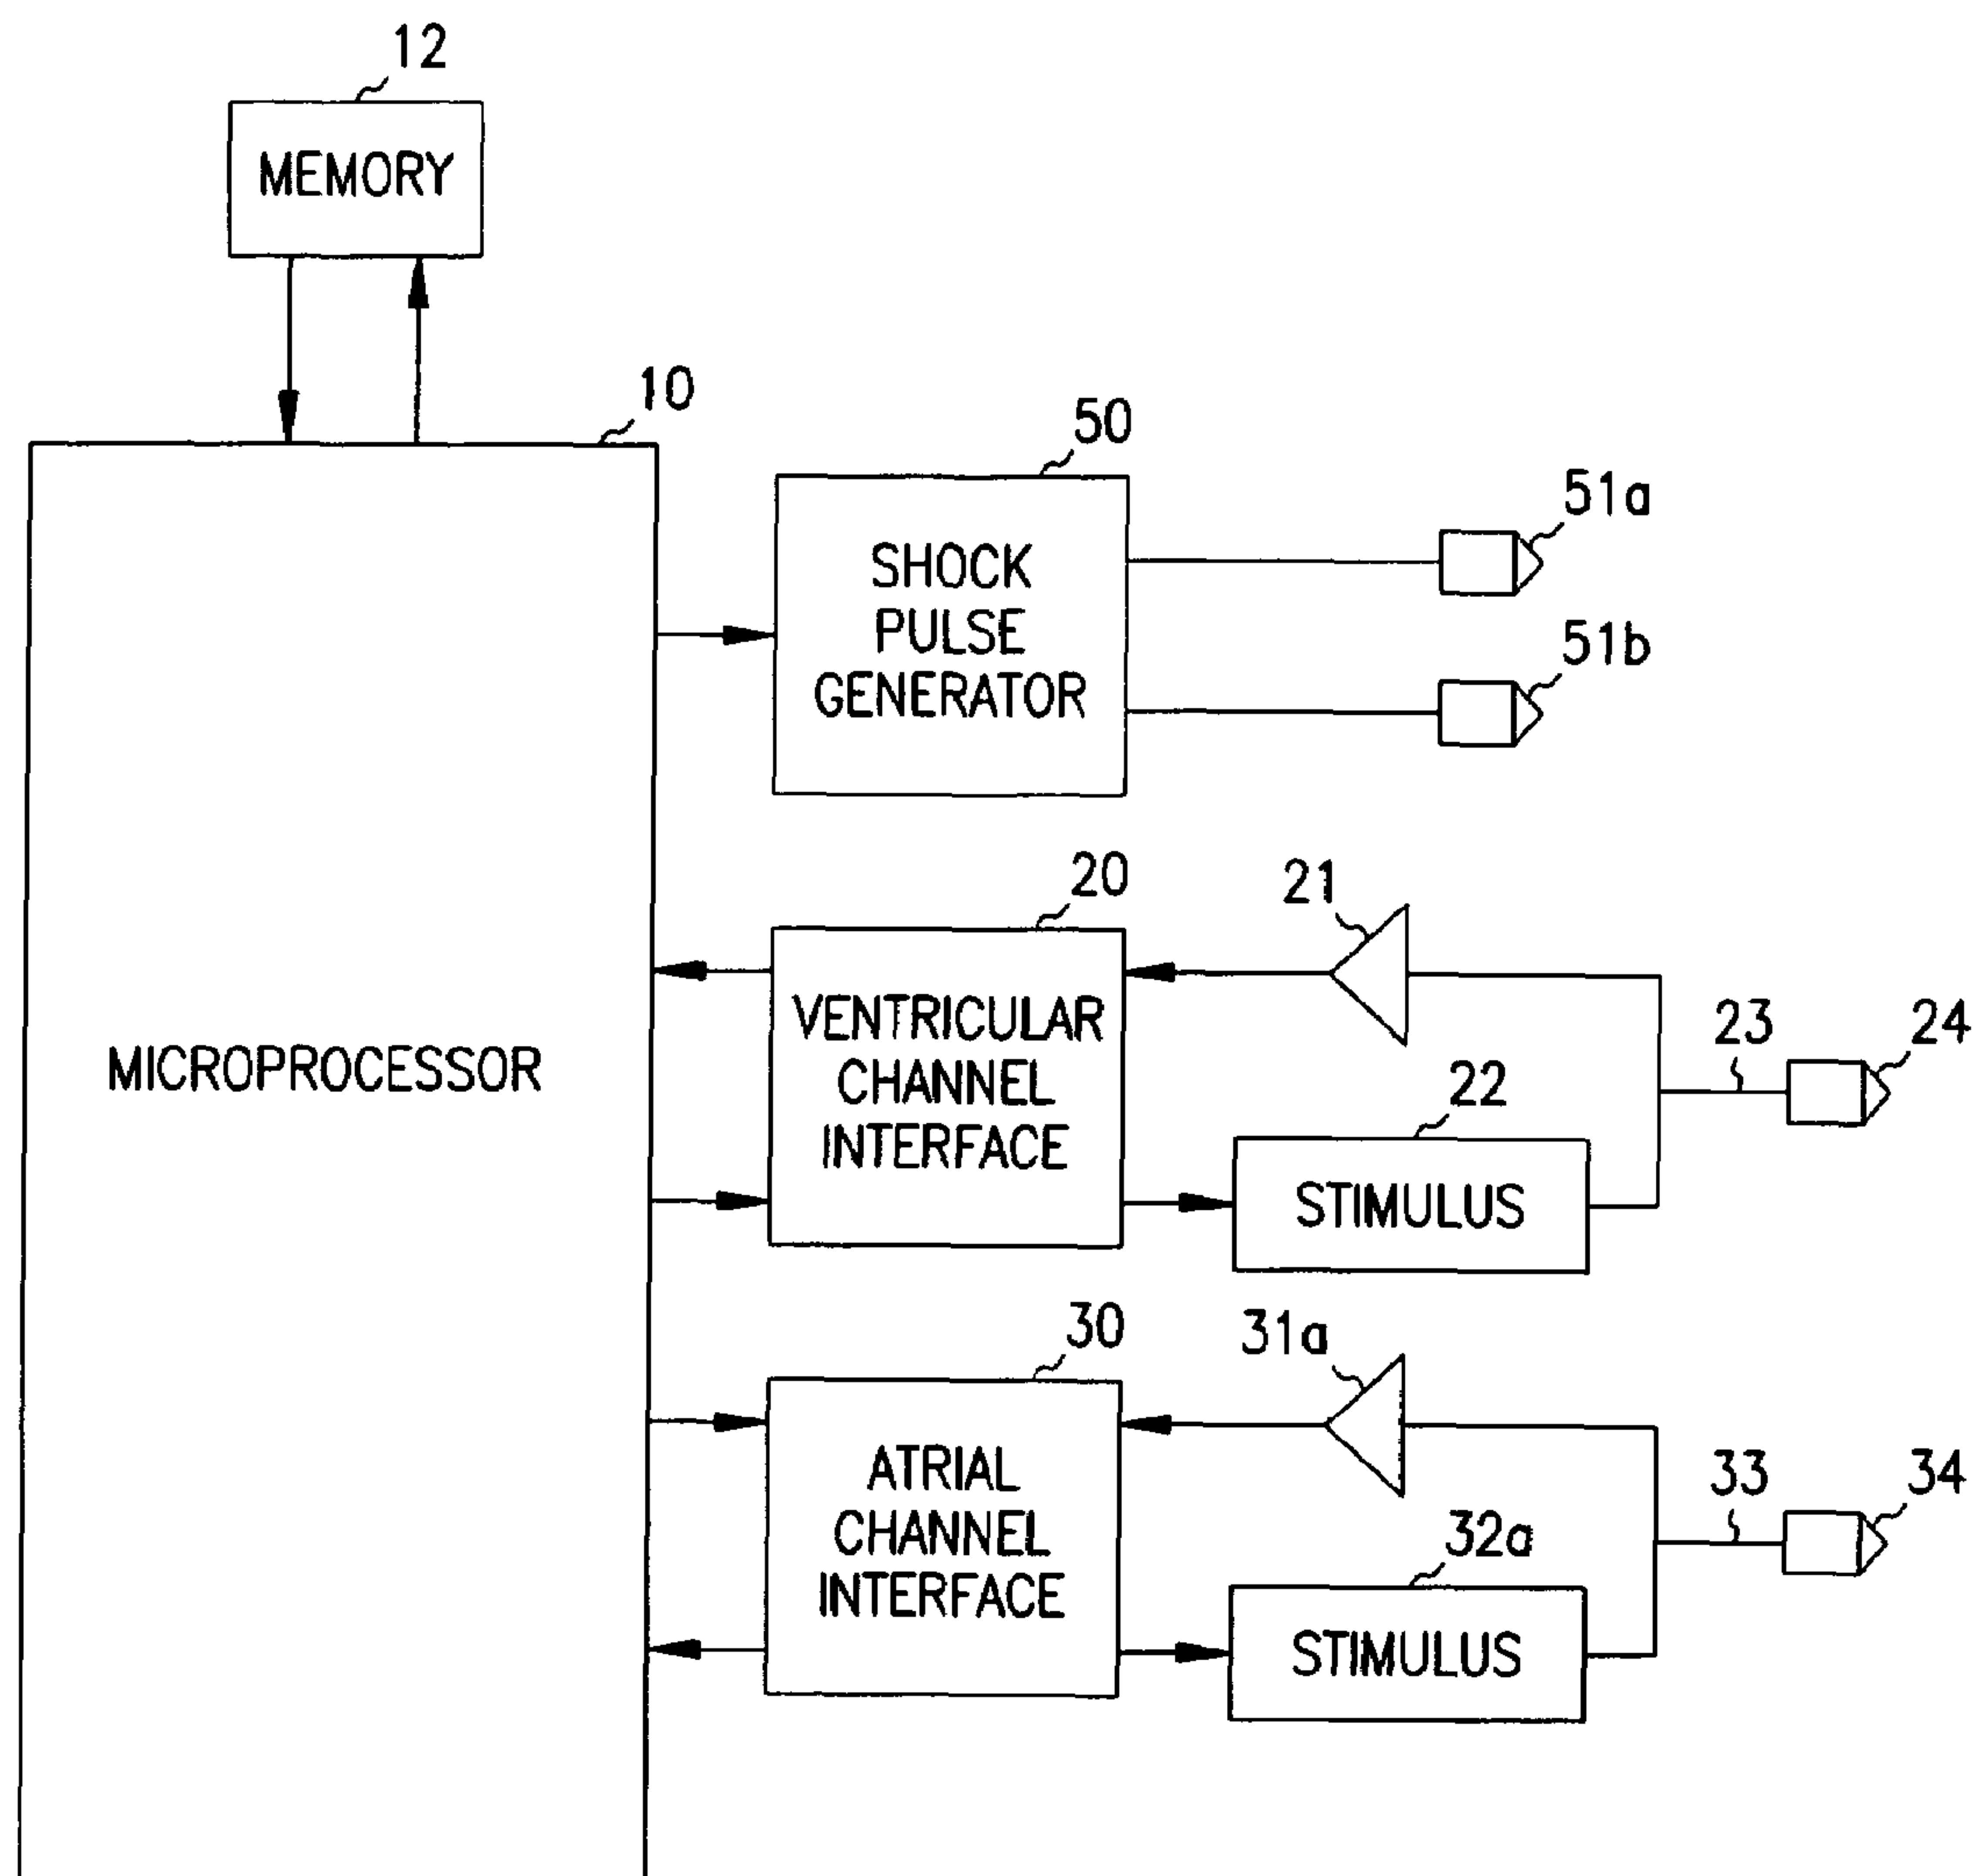 12
MEMORY
10
50
51a
SHOCK
PULSE
GENERATOR
51b
20
21
VENTRICULAR
CHANNEL
INTERFACE
23
24
MICROPROCESSOR
22
STIMULUS
30
31a
ATRIAL
CHANNEL
INTERFACE
33
34
32a
STIMULUS